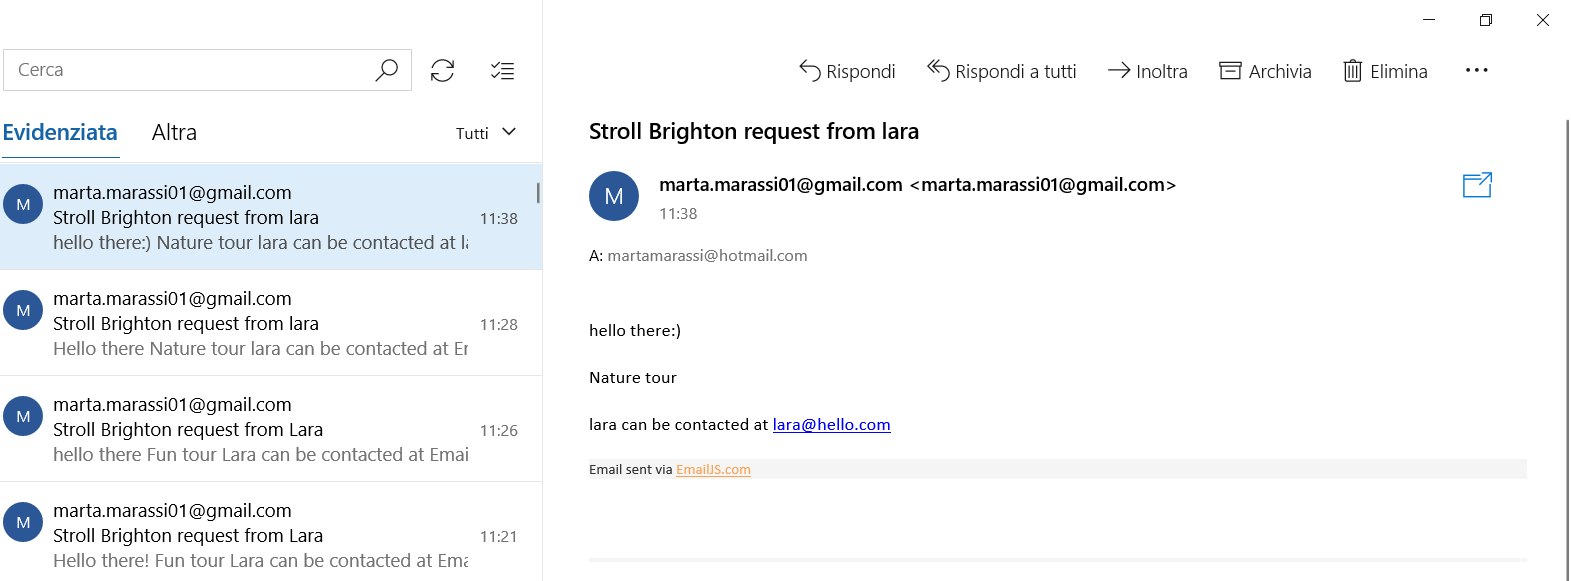 Cerca
Evidenziata
Altra
Tutti
M
marta.marassi01@gmail.com
Stroll Brighton request from lara
11:38
hello there:) Nature tour lara can be contacted at
M
marta.marassi01@gmail.com
Stroll Brighton request from lara
11:28
Hello there Nature tour lara can be contacted at
M
marta.marassi01@gmail.com
Stroll Brighton request from Lara
11:26
hello there Fun tour Lara can be contacted at Emai
M
marta.marassi01@gmail.com
Stroll Brighton request from Lara
11:21
Hello there! Fun tour Lara can be contacted at
Rispondi
Rispondi a tutti
Inoltra
Archivia
Elimina
Stroll Brighton request from lara
M
marta.marassi01@gmail.com <marta.marassi01@gmail.com>
11:38
A: martamarassi@hotmail.com
hello there:)
Nature tour
lara can be contacted at lara@hello.com
Email sent via EmailJS.com